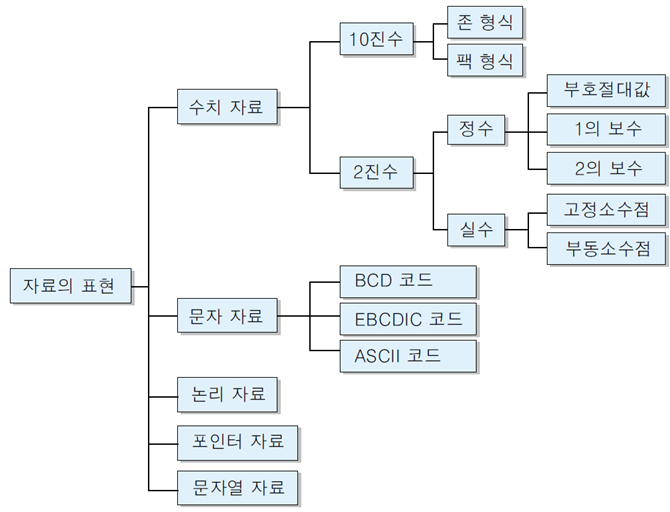 자료의 표현
수치 자료
10진수
존 형식
팩 형식
2진수
정수
부호절대값
1의 보수
2의 보수
실수
고정소수점
부동소수점
문자 자료
BCD 코드
EBCDIC 코드
ASCII 코드
논리 자료
포인터 자료
문자열 자료